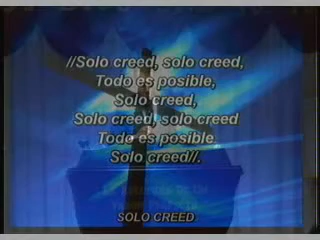 //Solo creed, solo creed,
Todo es posible,
Solo creed,
Solo creed, solo creed
Todo es posible
Solo creed//.
SOLO CREED